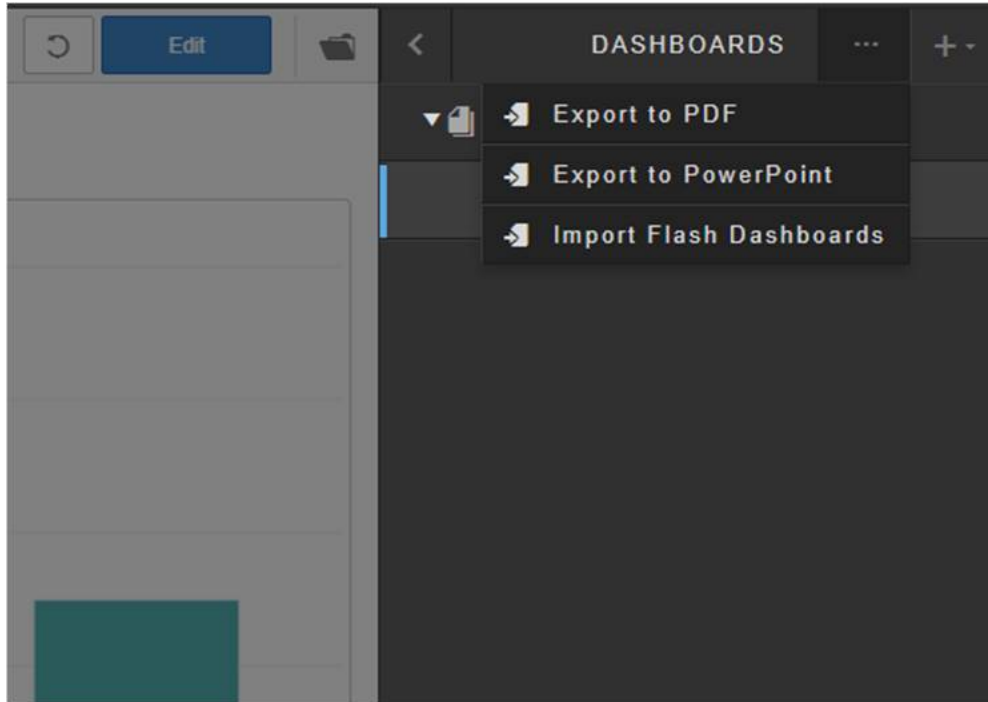 Edit
DASHBOARDS
Export to PDF
Export to PowerPoint
Import Flash Dashboards